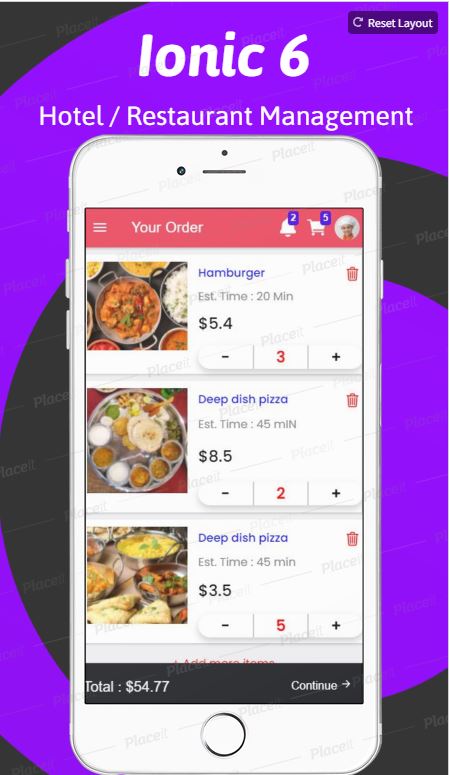 Reset Layout
Ionic 6
Hotel / Restaurant Management
Your Order
2
5
Hamburger
Est. Time : 20 Min
$5.4
- 3 +
Deep dish pizza
Est. Time : 45 mIN
$8.5
- 2 +
Deep dish pizza
Est. Time : 45 min
$3.5
- 5 +
+ Add more items
Total : $54.77
Continue →
Placeit